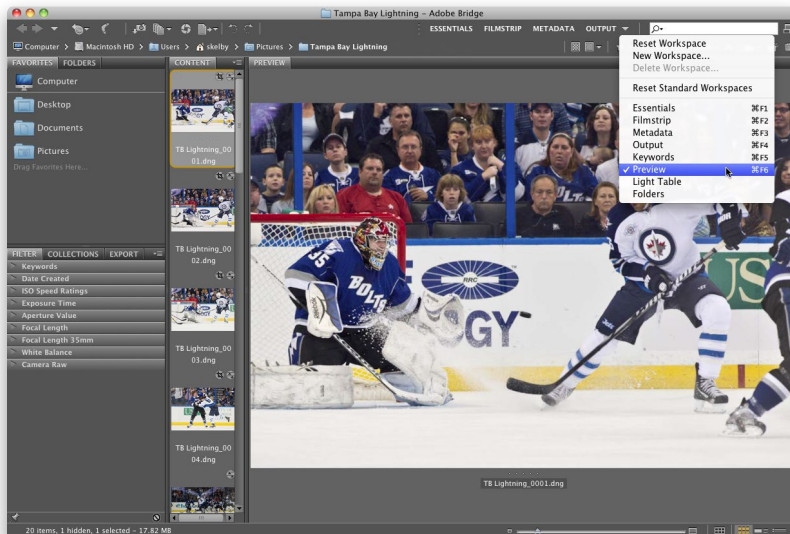 Tampa Bay Lightning – Adobe Bridge
ESSENTIALS FILMSTRIP METADATA OUTPUT
Computer > Macintosh HD > Users > skelby > Pictures > Tampa Bay Lightning
FAVORITES FOLDERS
Computer
Desktop
Documents
Pictures
Drag Favorites Here...
FILTER COLLECTIONS EXPORT
Keywords
Date Created
ISO Speed Ratings
Exposure Time
Aperture Value
Focal Length
Focal Length 35mm
White Balance
Camera Raw
CONTENT
TB Lightning_00
01.dng
TB Lightning_00
02.dng
TB Lightning_00
03.dng
TB Lightning_00
04.dng
PREVIEW
BOLTS
35
BOLTS
RRC
OGY
US
TB Lightning_0001.dng
Reset Workspace
New Workspace...
Delete Workspace...
Reset Standard Workspaces
Essentials ⌘F1
Filmstrip ⌘F2
Metadata ⌘F3
Output ⌘F4
Keywords ⌘F5
✓ Preview ⌘F6
Light Table
Folders
20 items, 1 hidden, 1 selected – 17.82 MB